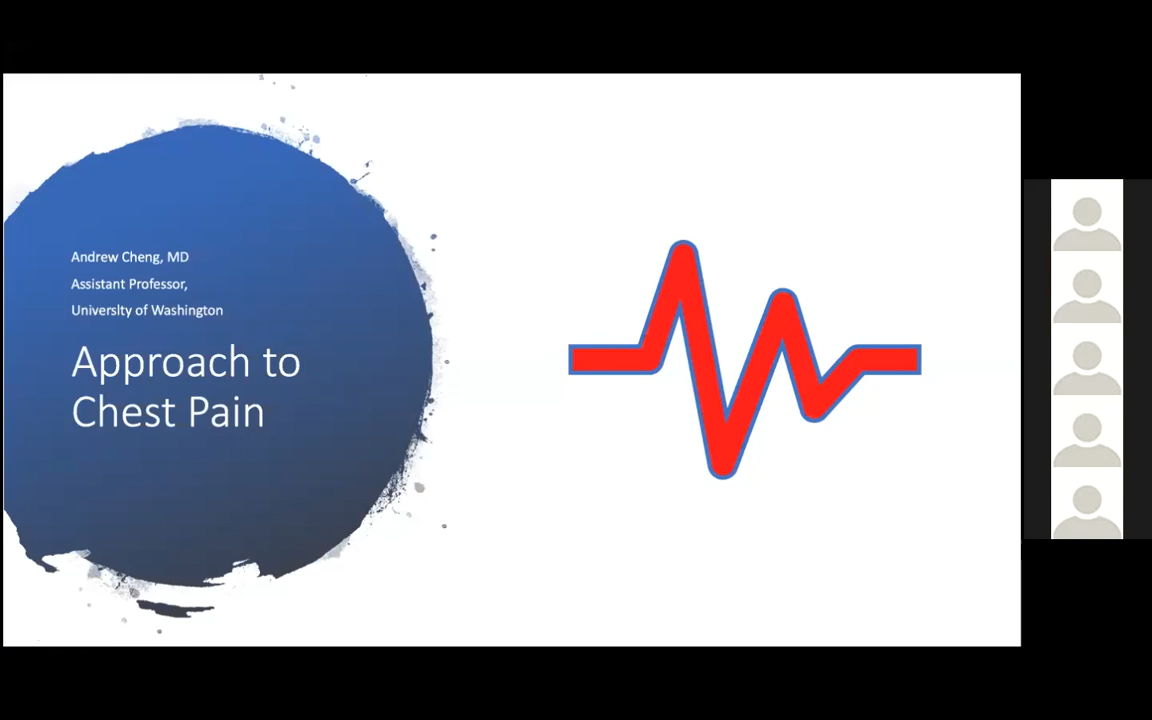 Andrew Cheng, MD
Assistant Professor,
University of Washington
Approach to
Chest Pain